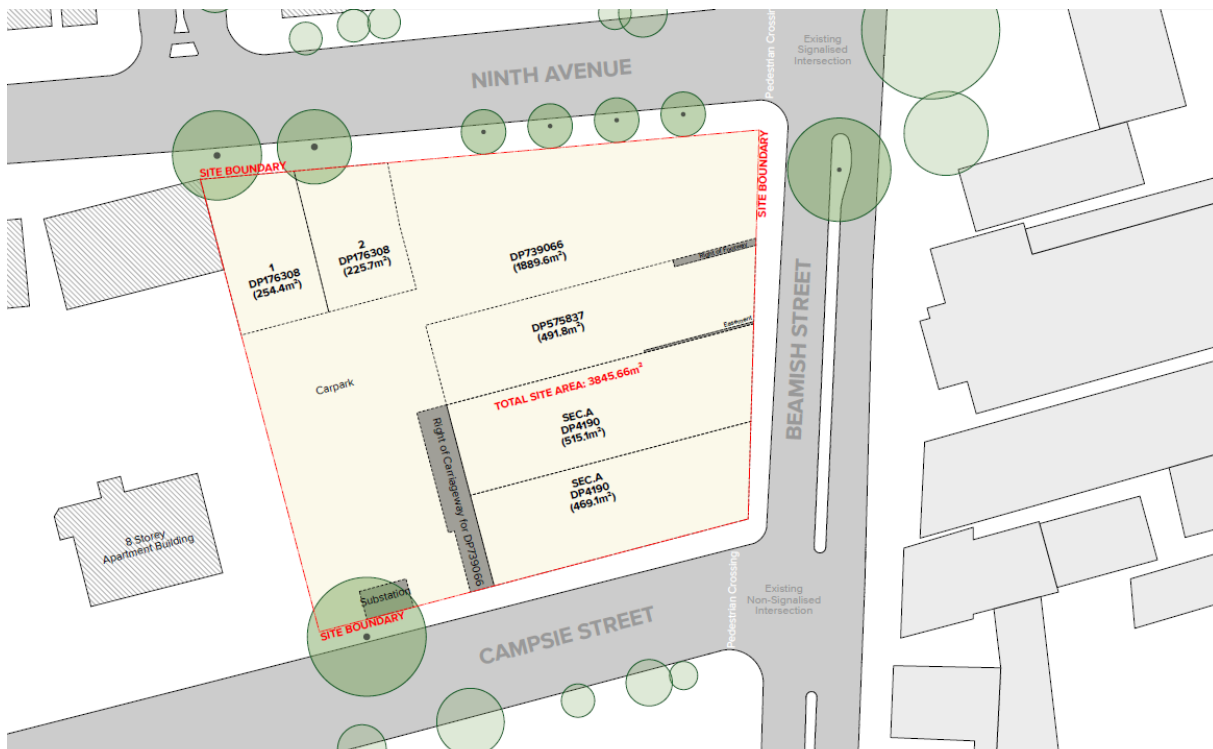 NINTH AVENUE
Pedestrian Crossing
Existing
Signalised
Intersection
SITE BOUNDARY
SITE BOUNDARY
1
DP176308
(254.4m²)
2
DP176308
(225.7m²)
DP739066
(1889.6m²)
DP575837
(491.8m²)
Easement
Carpark
TOTAL SITE AREA: 3845.66m²
SEC.A
DP4190
(515.1m²)
SEC.A
DP4190
(469.1m²)
Right of Carriageway for DP739066
BEAMISH STREET
8 Storey
Apartment Building
Substation
SITE BOUNDARY
CAMPSIE STREET
Pedestrian Crossing
Existing
Non-Signalised
Intersection